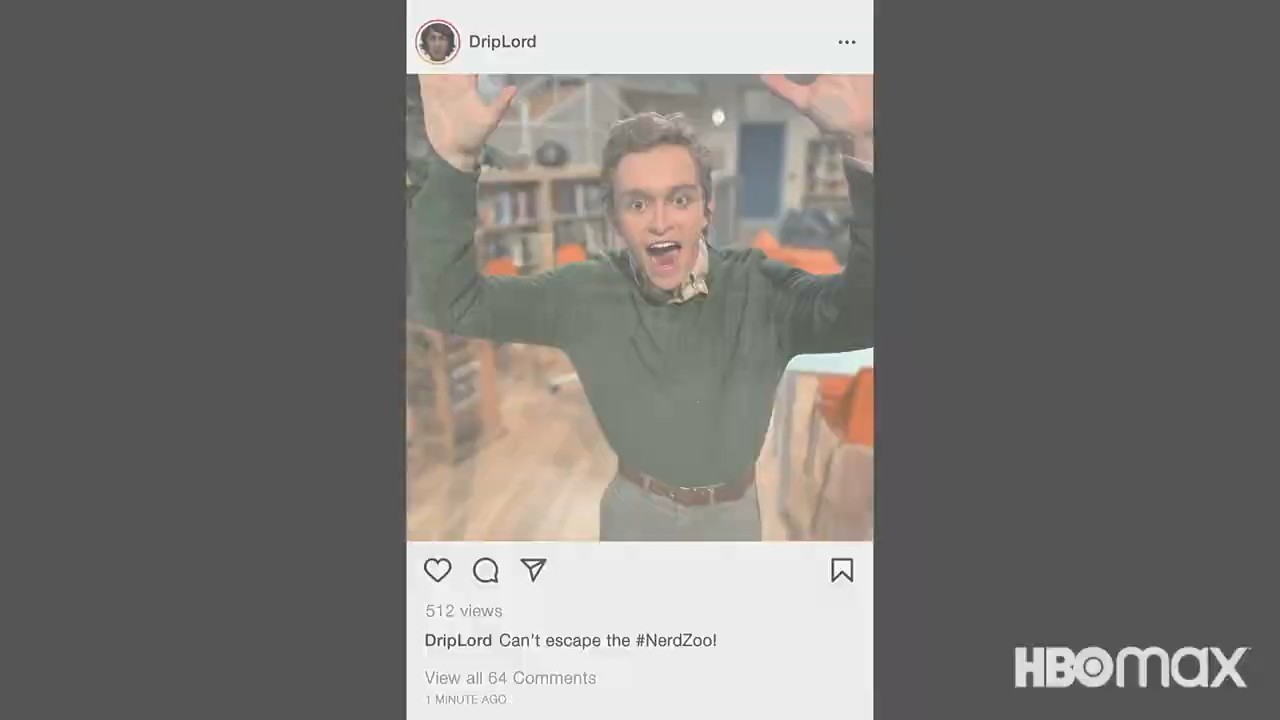 DripLord
512 views
DripLord Can't escape the #NerdZoo!
View all 64 Comments
1 MINUTE AGO
HBOmax